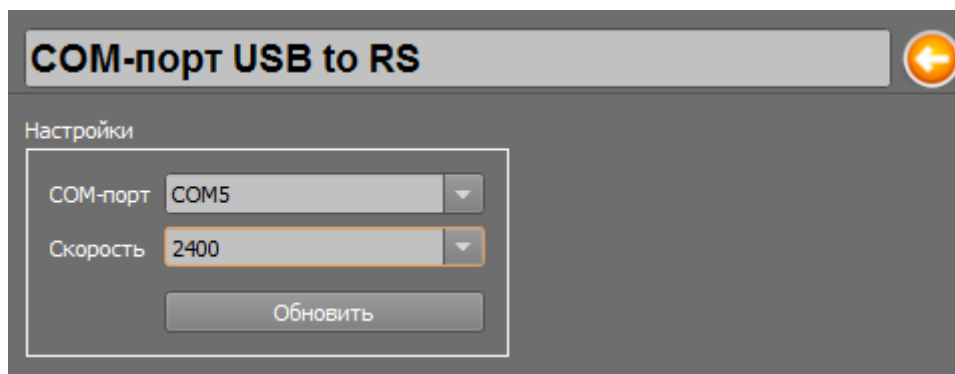 COM-порт USB to RS
Настройки
COM-порт COM5
Скорость 2400
Обновить